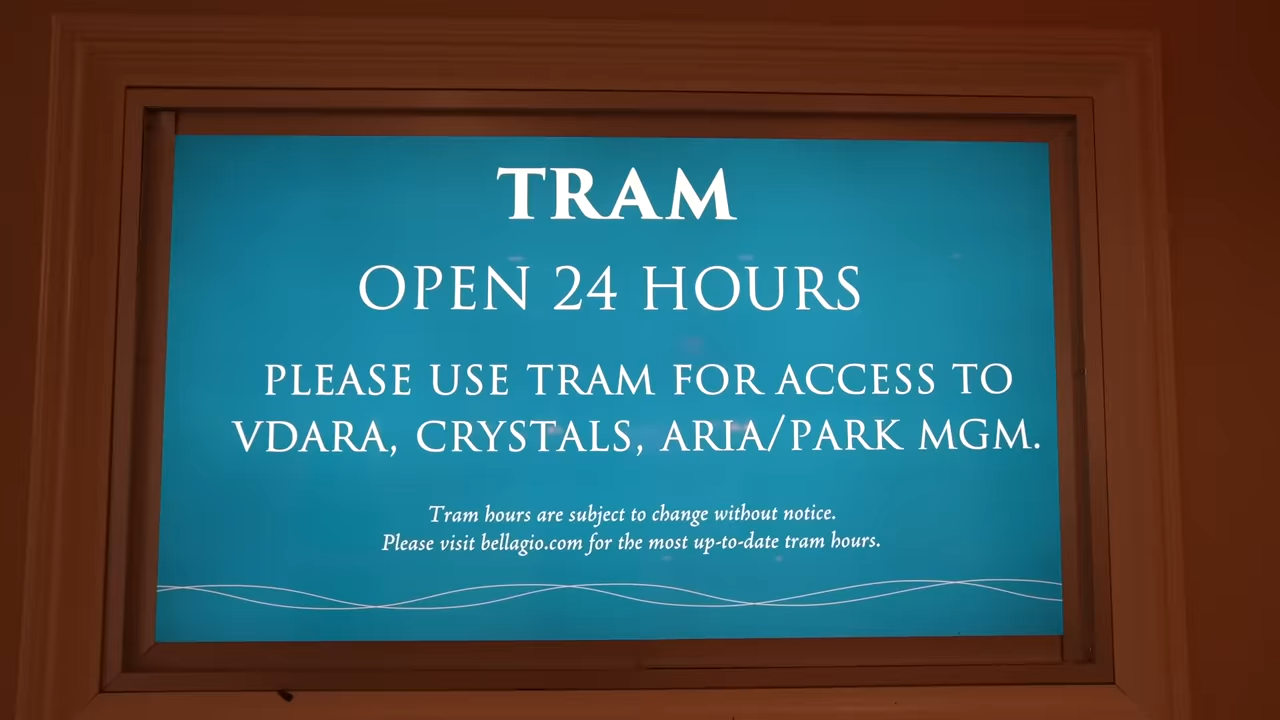 TRAM
OPEN 24 HOURS
PLEASE USE TRAM FOR ACCESS TO
VDARA, CRYSTALS, ARIA/PARK MGM.
Tram hours are subject to change without notice.
Please visit bellagio.com for the most up-to-date tram hours.